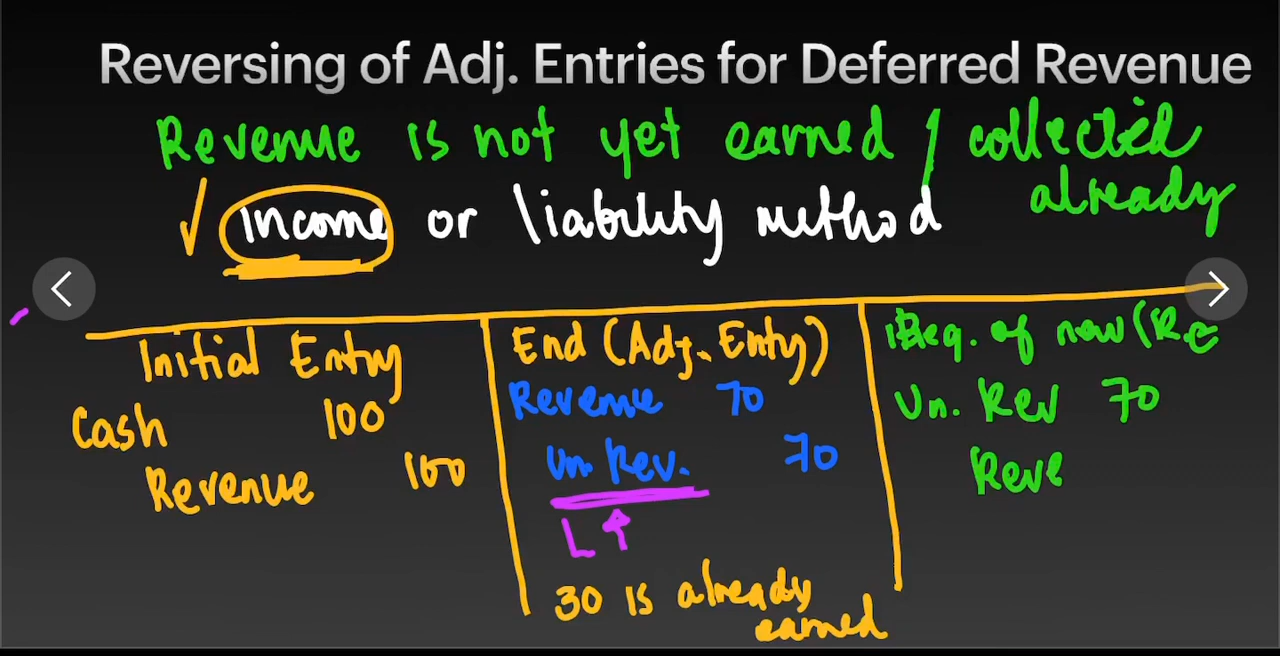 Reversing of Adj. Entries for Deferred Revenue
Revenue is not yet earned / collected already
✓ Income or liability method
Initial Entry
Cash 100
Revenue 100
End (Adj. Entry)
Revenue 70
Un. Rev. 70
L ↑
30 is already
earned
Beg. of new (Re
Un. Rev 70
Reve